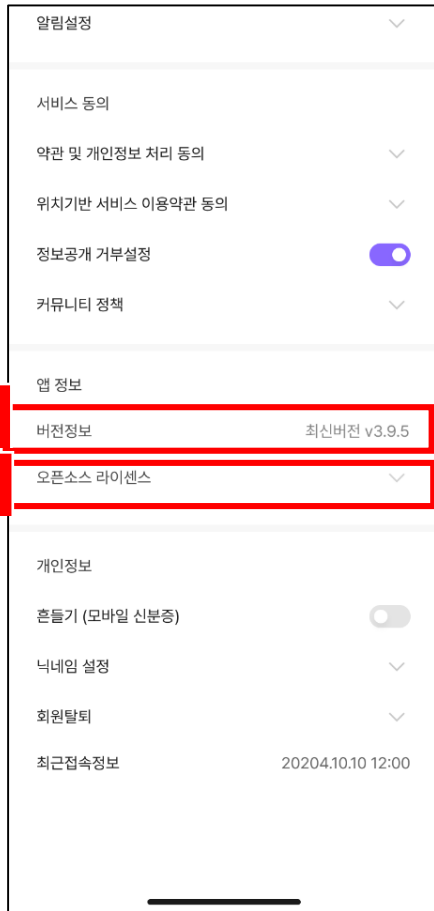 알림설정
서비스 동의
약관 및 개인정보 처리 동의
위치기반 서비스 이용약관 동의
정보공개 거부설정
커뮤니티 정책
앱 정보
버전정보 최신버전 v3.9.5
오픈소스 라이센스
개인정보
흔들기 (모바일 신분증)
닉네임 설정
회원탈퇴
최근접속정보 20204.10.10 12:00